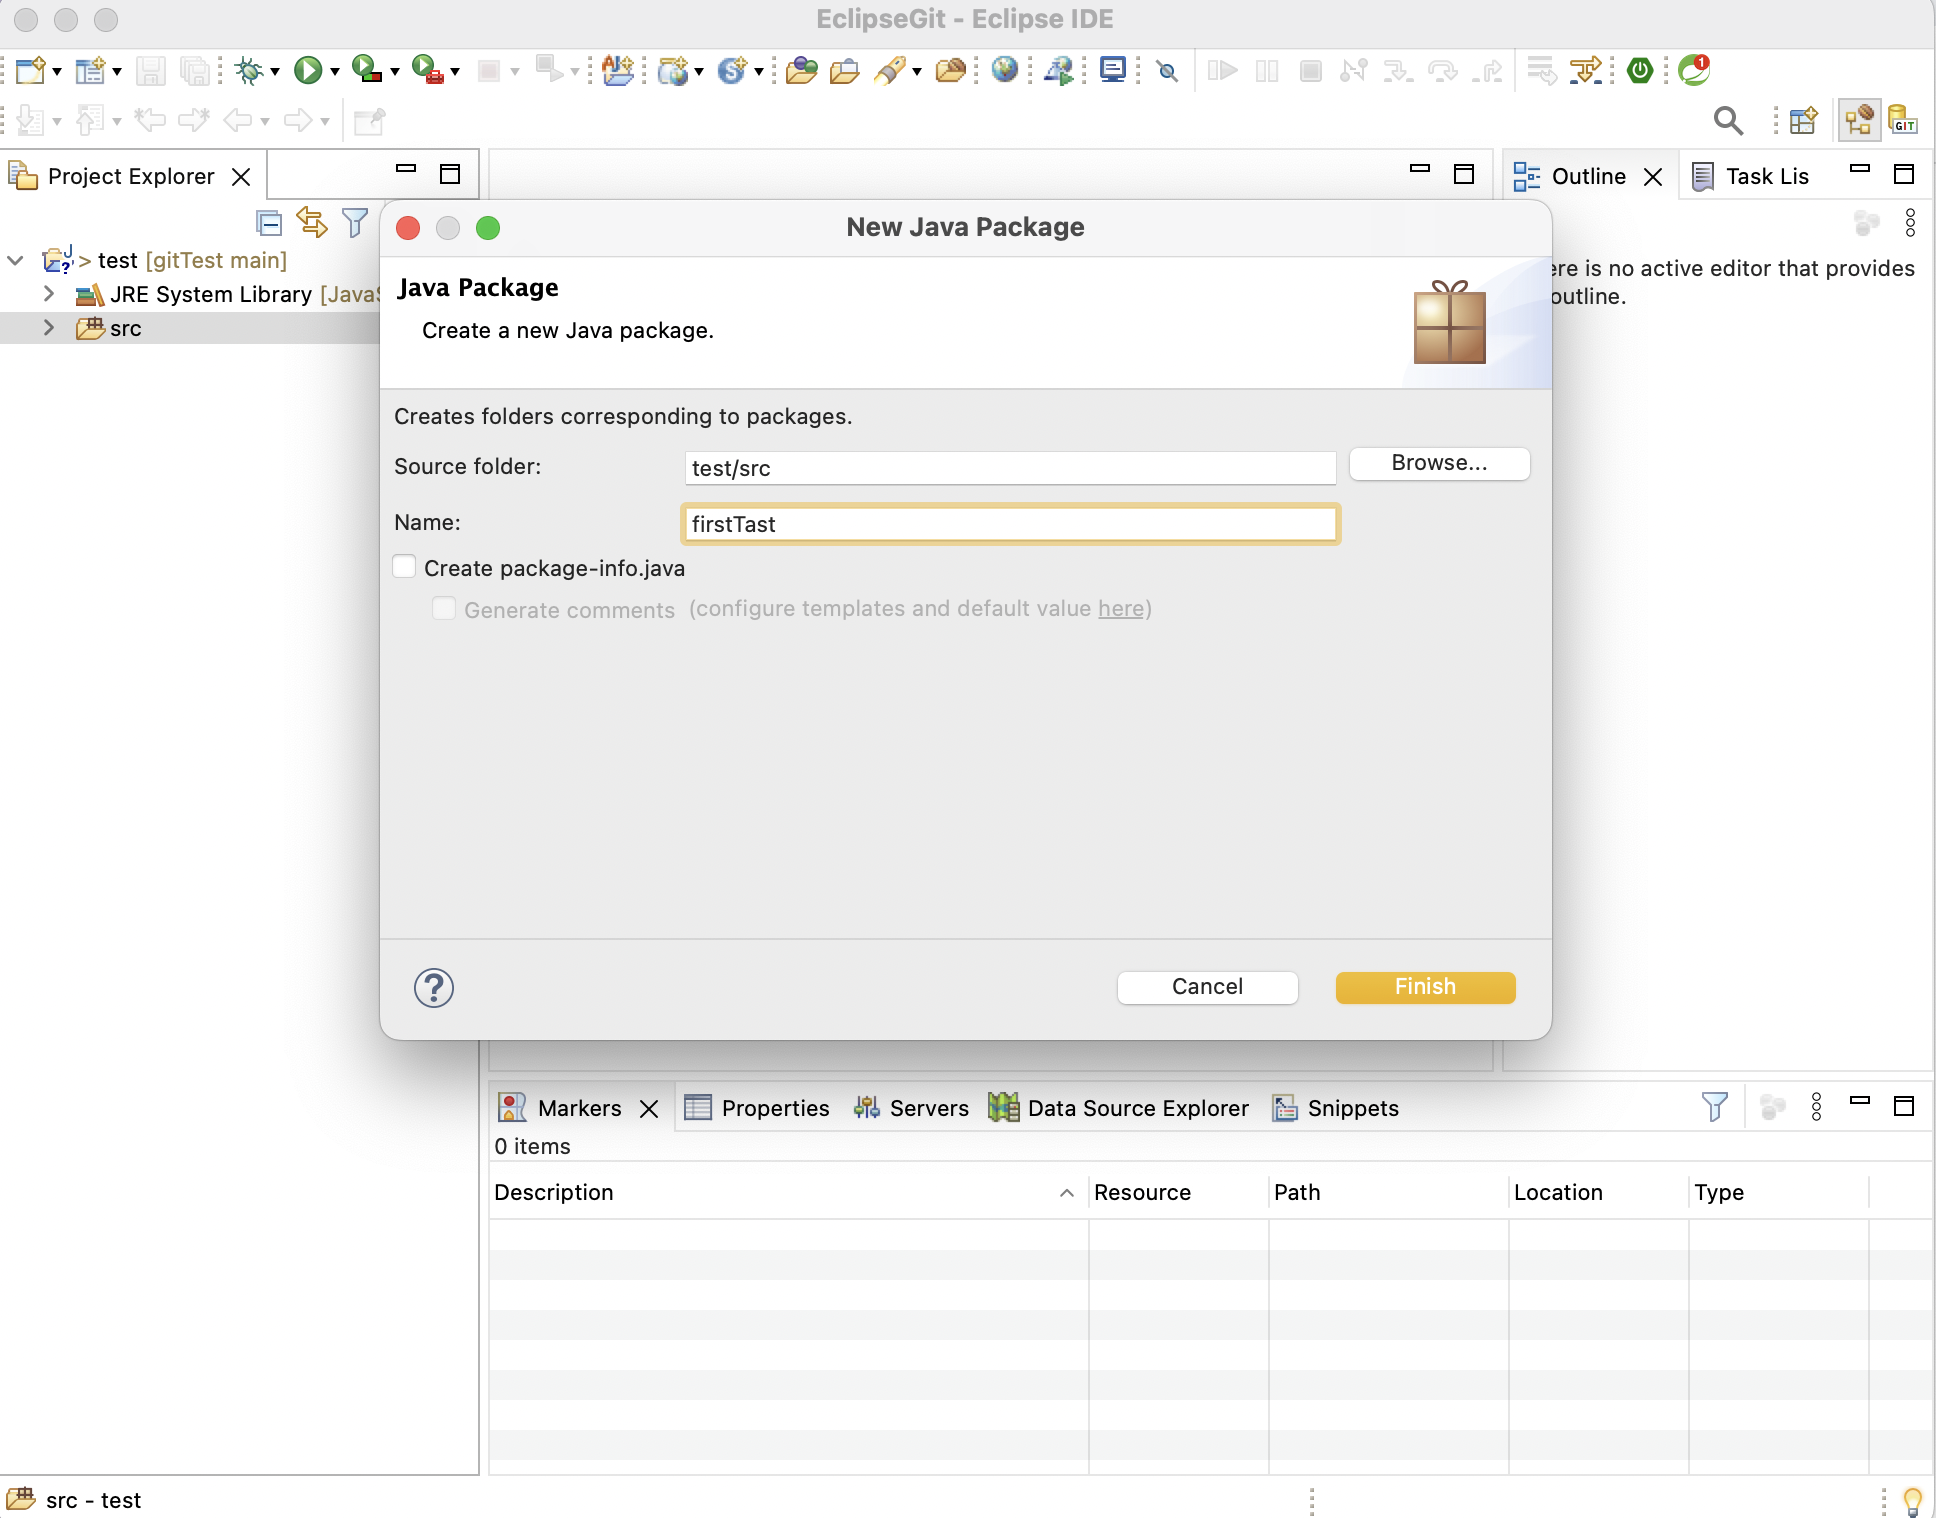 EclipseGit - Eclipse IDE
1
GIT
Project Explorer
Outline
Task Lis
> test [gitTest main]
JRE System Library [Java
src
ere is no active editor that provides
outline.
New Java Package
Java Package
Create a new Java package.
Creates folders corresponding to packages.
Source folder:
test/src
Browse...
Name:
firstTast
Create package-info.java
Generate comments (configure templates and default value here)
?
Cancel
Finish
Markers
Properties
Servers
Data Source Explorer
Snippets
0 items
Description
Resource
Path
Location
Type
src - test